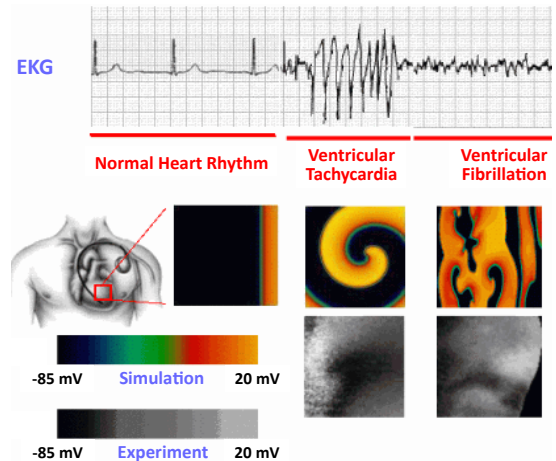 EKG
Normal Heart Rhythm
Ventricular
Tachycardia
Ventricular
Fibrillation
-85 mV Simulation 20 mV
-85 mV Experiment 20 mV